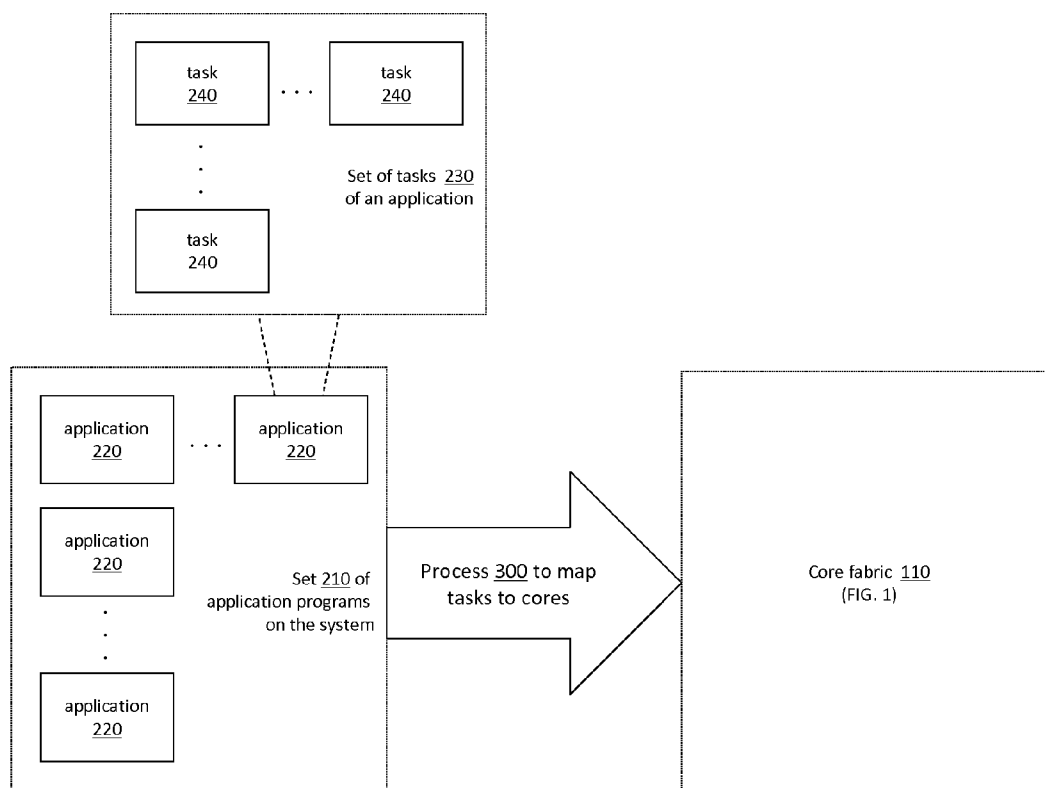 task
240
. . .
task
240
Set of tasks 230
of an application
task
240
application
220
. . .
application
220
application
220
Set 210 of
application programs
on the system
application
220
Process 300 to map
tasks to cores
Core fabric 110
(FIG. 1)